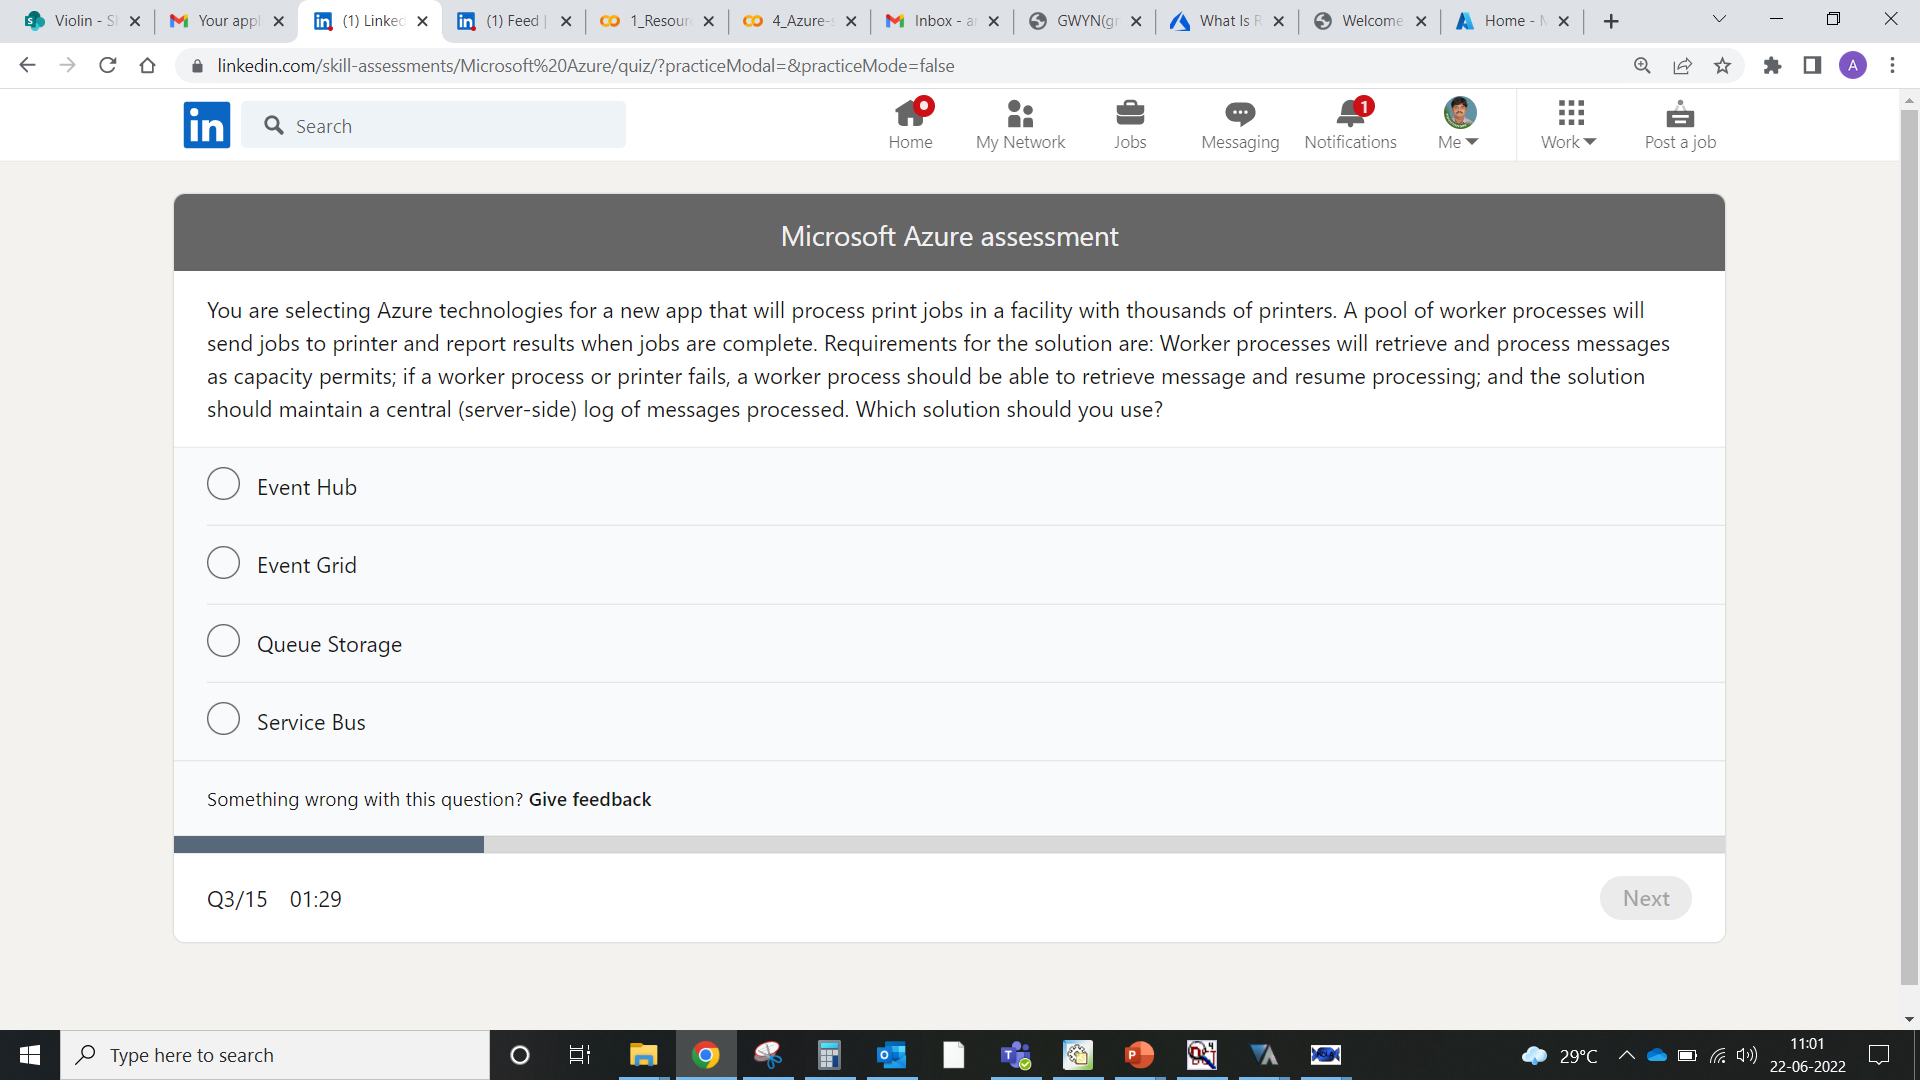 Violin - S
Your appl
(1) Linked
(1) Feed |
1_Resour
4_Azure-s
Inbox - a
GWYN(gr
What Is R
Welcome
Home -
linkedin.com/skill-assessments/Microsoft%20Azure/quiz/?practiceModal=&practiceMode=false
A
in
Search
Home
My Network
Jobs
Messaging
1
Notifications
Me
Work
Post a job
Microsoft Azure assessment
You are selecting Azure technologies for a new app that will process print jobs in a facility with thousands of printers. A pool of worker processes will
send jobs to printer and report results when jobs are complete. Requirements for the solution are: Worker processes will retrieve and process messages
as capacity permits; if a worker process or printer fails, a worker process should be able to retrieve message and resume processing; and the solution
should maintain a central (server-side) log of messages processed. Which solution should you use?
Event Hub
Event Grid
Queue Storage
Service Bus
Something wrong with this question? Give feedback
Q3/15 01:29
Next
Type here to search
29°C
11:01
22-06-2022